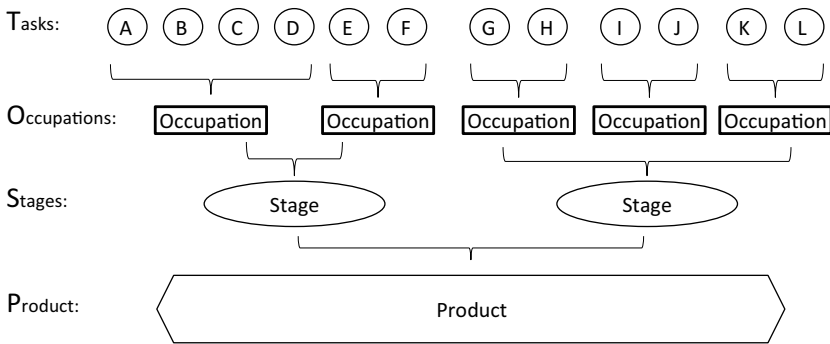 Tasks: A B C D E F G H I J K L
Occupations: Occupation Occupation Occupation Occupation Occupation
Stages: Stage Stage
Product: Product